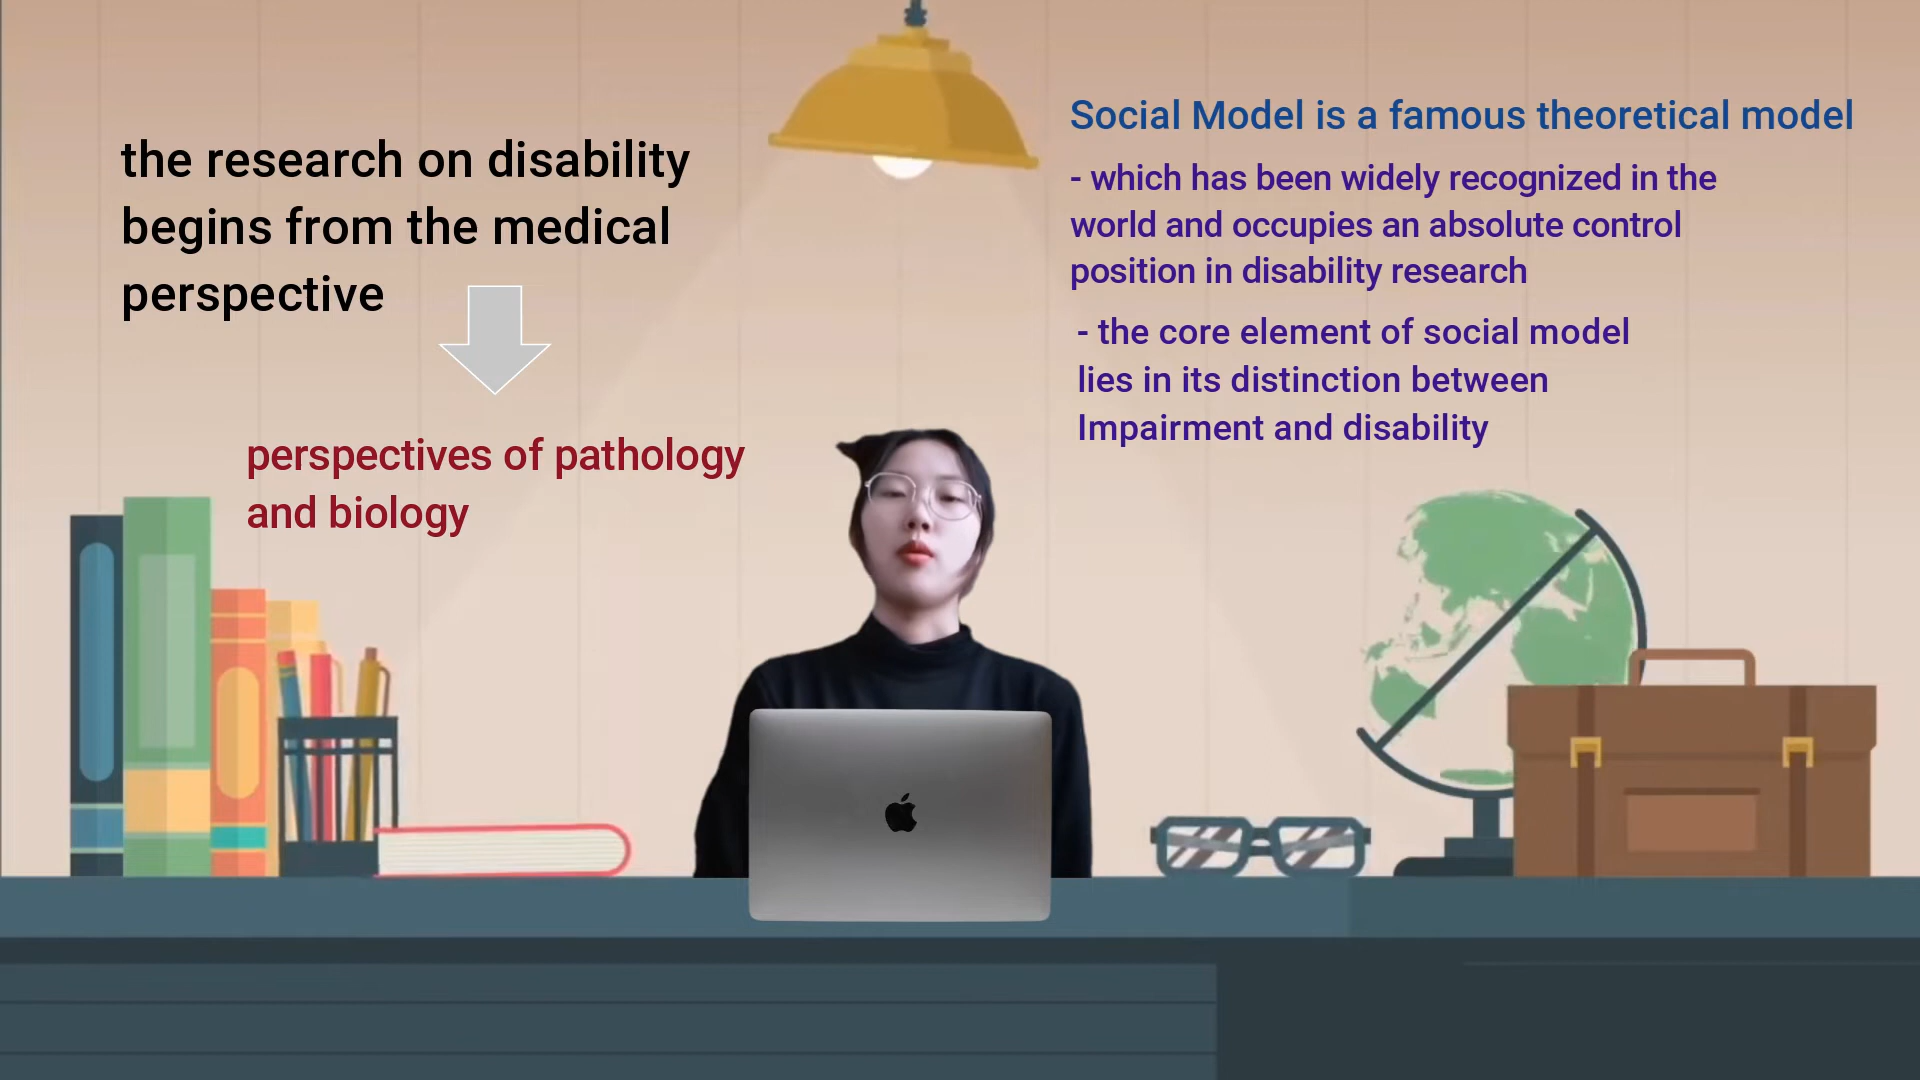 the research on disability
begins from the medical
perspective
perspectives of pathology
and biology
Social Model is a famous theoretical model
- which has been widely recognized in the
world and occupies an absolute control
position in disability research
- the core element of social model
lies in its distinction between
Impairment and disability